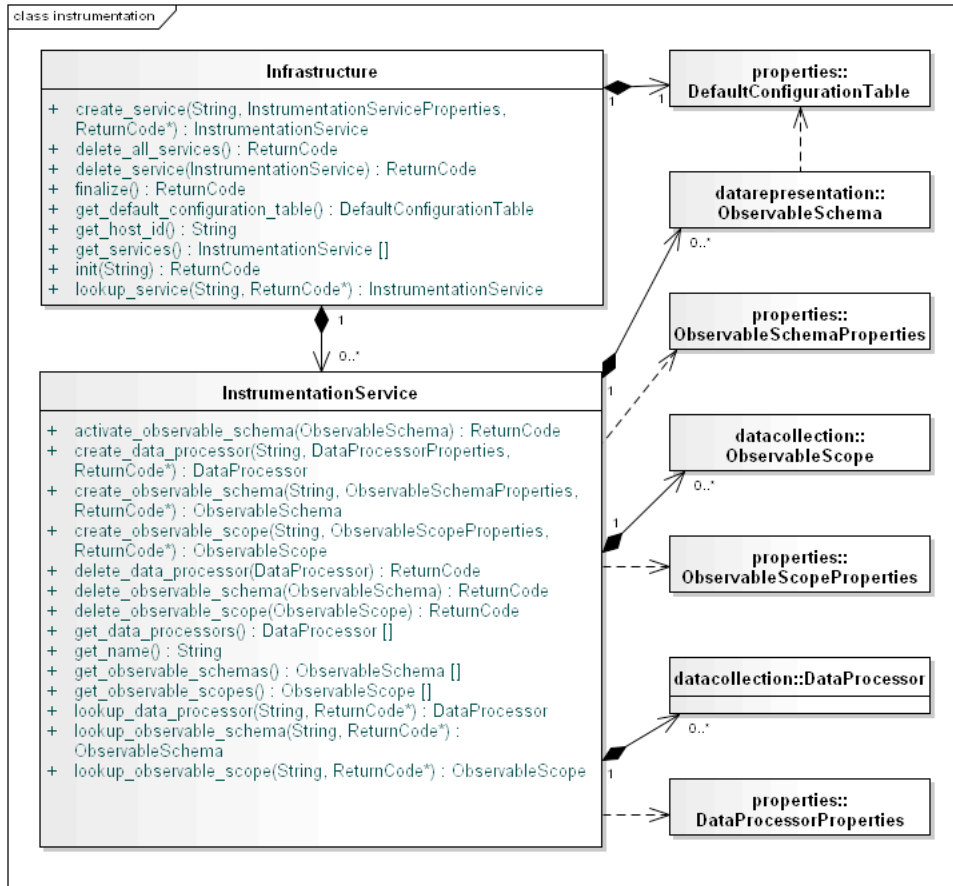 class instrumentation
Infrastructure
+ create_service(String, InstrumentationServiceProperties,
ReturnCode*) : InstrumentationService
+ delete_all_services() : ReturnCode
+ delete_service(InstrumentationService) : ReturnCode
+ finalize() : ReturnCode
+ get_default_configuration_table() : DefaultConfigurationTable
+ get_host_id() : String
+ get_services() : InstrumentationService []
+ init(String) : ReturnCode
+ lookup_service(String, ReturnCode*) : InstrumentationService
1
1
properties::
DefaultConfigurationTable
datarepresentation::
ObservableSchema
0..*
1
0..*
properties::
ObservableSchemaProperties
InstrumentationService
+ activate_observable_schema(ObservableSchema) : ReturnCode
+ create_data_processor(String, DataProcessorProperties,
ReturnCode*) : DataProcessor
+ create_observable_schema(String, ObservableSchemaProperties,
ReturnCode*) : ObservableSchema
+ create_observable_scope(String, ObservableScopeProperties,
ReturnCode*) : ObservableScope
+ delete_data_processor(DataProcessor) : ReturnCode
+ delete_observable_schema(ObservableSchema) : ReturnCode
+ delete_observable_scope(ObservableScope) : ReturnCode
+ get_data_processors() : DataProcessor []
+ get_name() : String
+ get_observable_schemas() : ObservableSchema []
+ get_observable_scopes() : ObservableScope []
+ lookup_data_processor(String, ReturnCode*) : DataProcessor
+ lookup_observable_schema(String, ReturnCode*) :
ObservableSchema
+ lookup_observable_scope(String, ReturnCode*) : ObservableScope
1
datacollection::
ObservableScope
0..*
1
properties::
ObservableScopeProperties
datacollection::DataProcessor
0..*
1
properties::
DataProcessorProperties